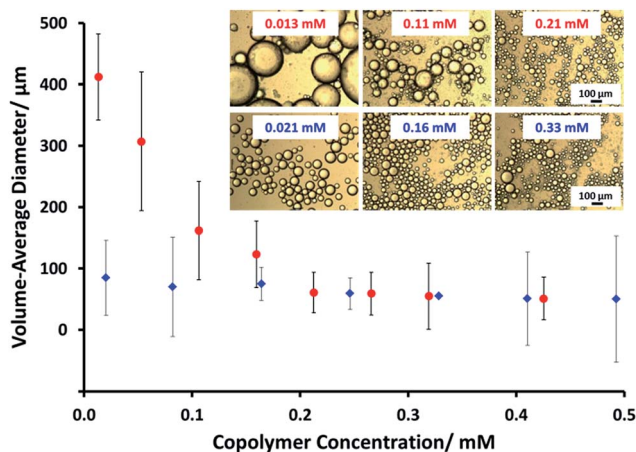 500
400
300
200
100
0
Volume-Average Diameter/ µm
0.013 mM
0.11 mM
0.21 mM
100 µm
0.021 mM
0.16 mM
0.33 mM
100 µm
0.0
0.1
0.2
0.3
0.4
0.5
Copolymer Concentration/ mM